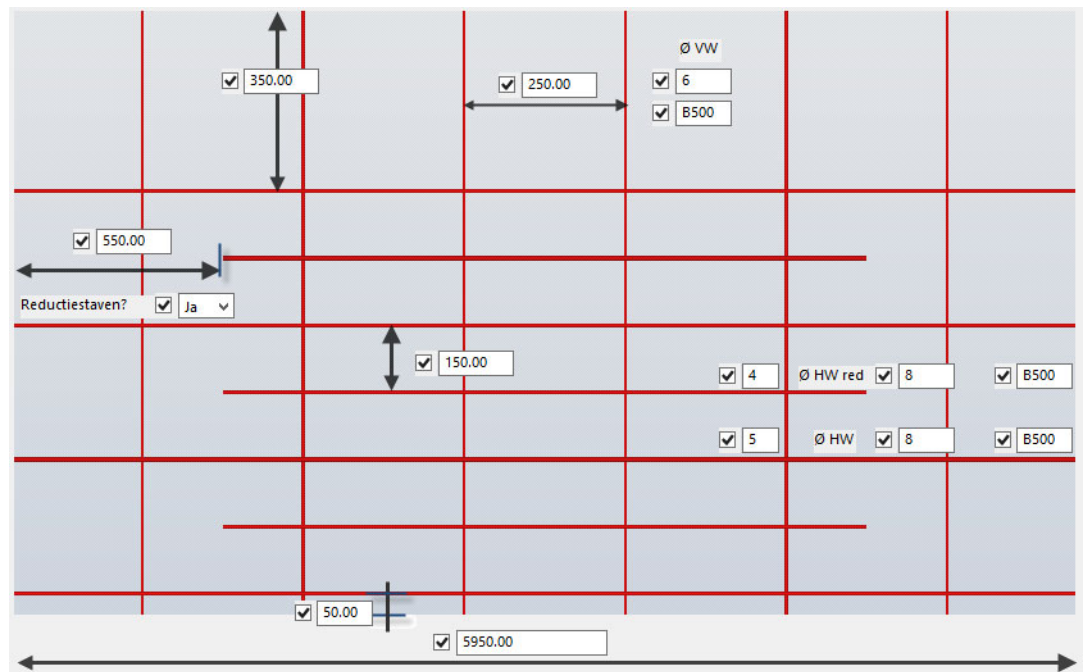 Ø VW
350.00
250.00
6
B500
550.00
Reductiestaven? Ja
150.00
4 Ø HW red 8 B500
5 Ø HW 8 B500
50.00
5950.00